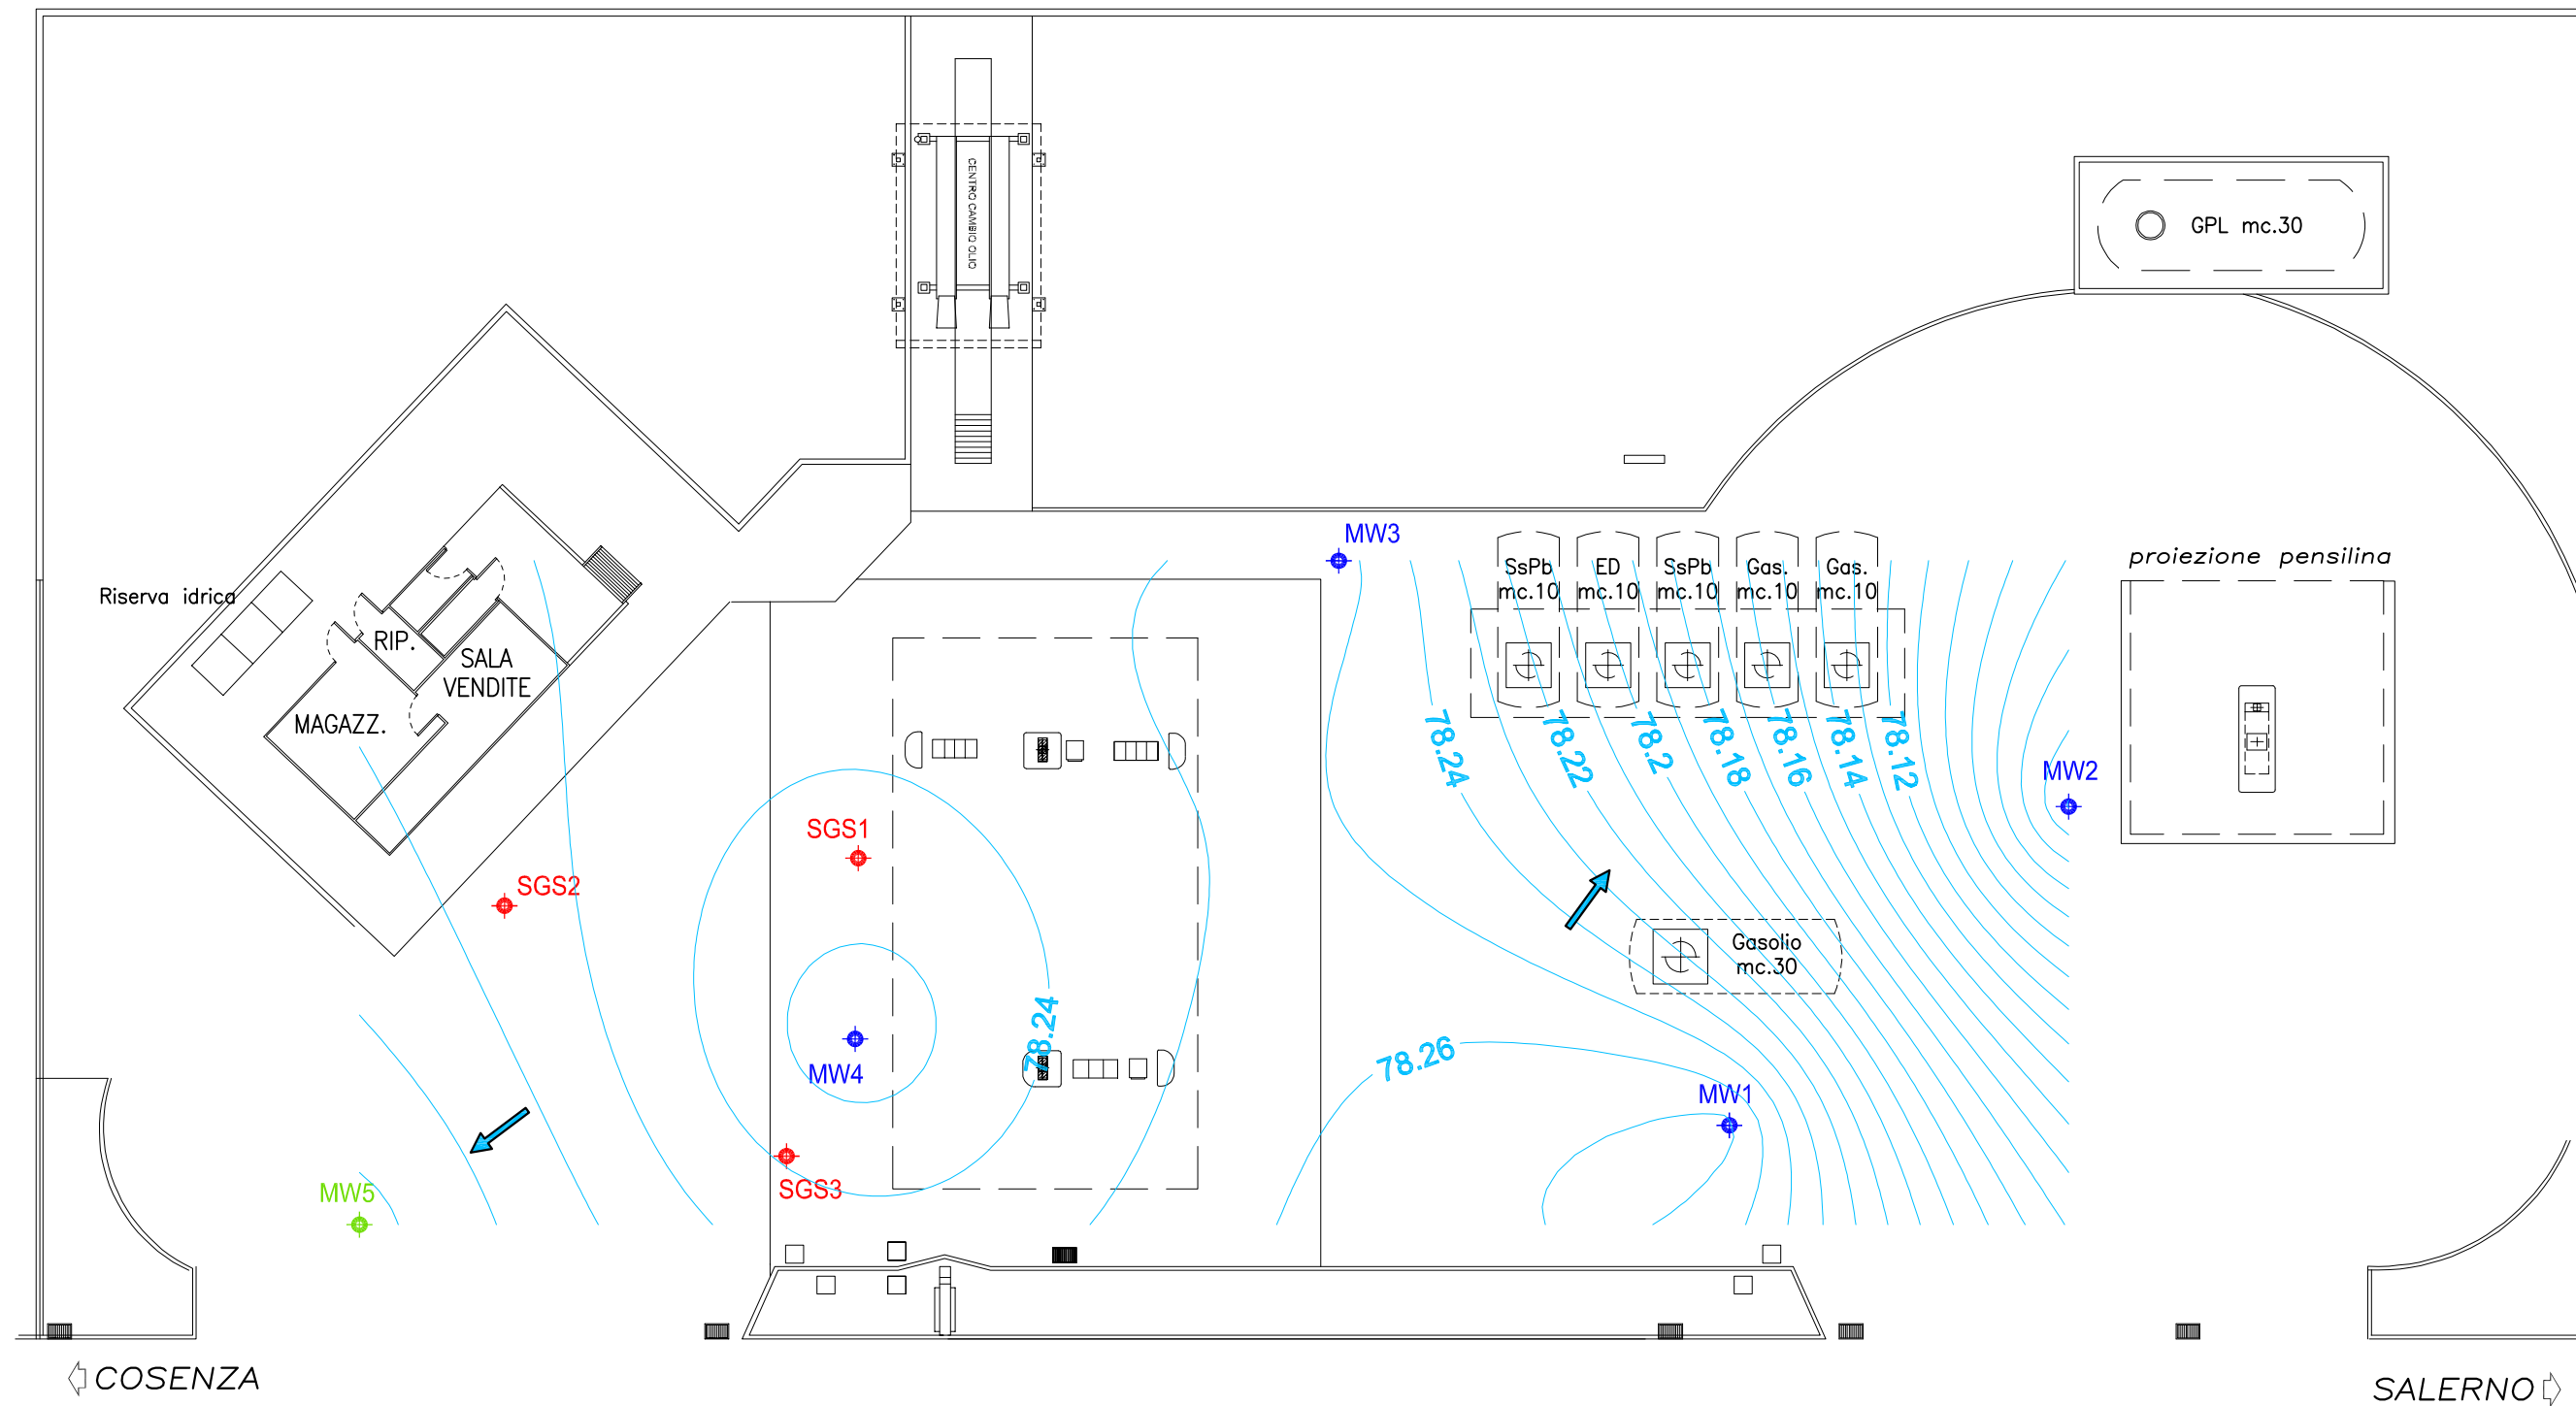 CENTRO CAMBIO OLIO
GPL mc.30
MW3
proiezione pensilina
SsPb
mc.10
ED
mc.10
SsPb
mc.10
Gas.
mc.10
Gas.
mc.10
Riserva idrica
RIP.
SALA
VENDITE
MAGAZZ.
78.24
78.22
78.2
78.18
78.16
78.14
78.12
MW2
SGS1
SGS2
Gasolio
mc.30
78.24
78.26
MW4
MW1
SGS3
MW5
COSENZA
SALERNO